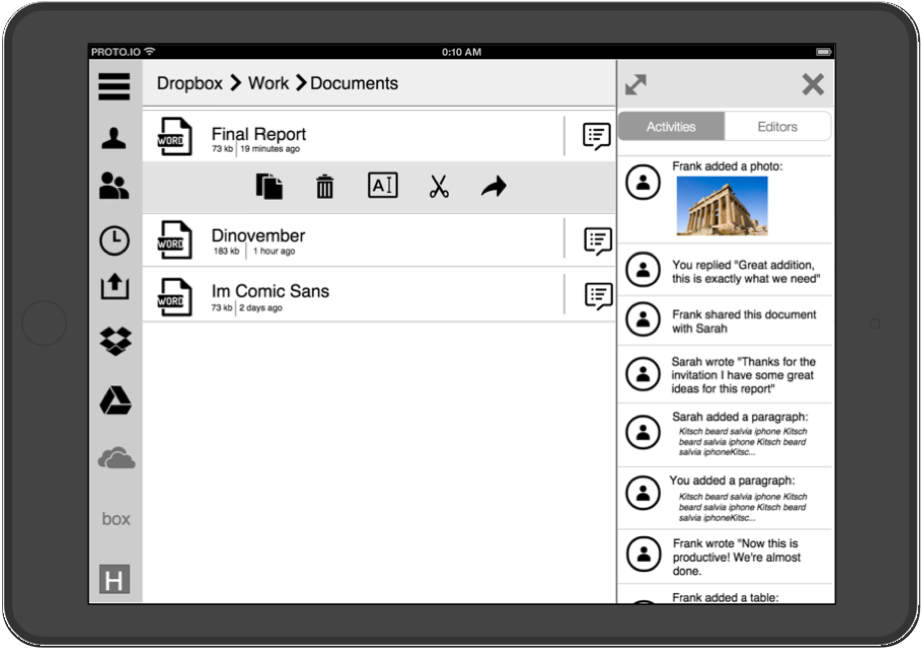 PROTO.IO
0:10 AM
Dropbox Work Documents
WORD
Final Report
73 kb 19 minutes ago
AI
WORD
Dinovember
183 kb 1 hour ago
WORD
Im Comic Sans
73 kb 2 days ago
box
H
Activities
Editors
Frank added a photo:
You replied "Great addition,
this is exactly what we need"
Frank shared this document
with Sarah
Sarah wrote "Thanks for the
invitation I have some great
ideas for this report"
Sarah added a paragraph:
Kitsch beard salvia iphone Kitsch
beard salvia iphone Kitsch beard
salvia iphoneKitsc...
You added a paragraph:
Kitsch beard salvia iphone Kitsch
beard salvia iphone Kitsch beard
salvia iphoneKitsc...
Frank wrote "Now this is
productive! We're almost
done.
Frank added a table: